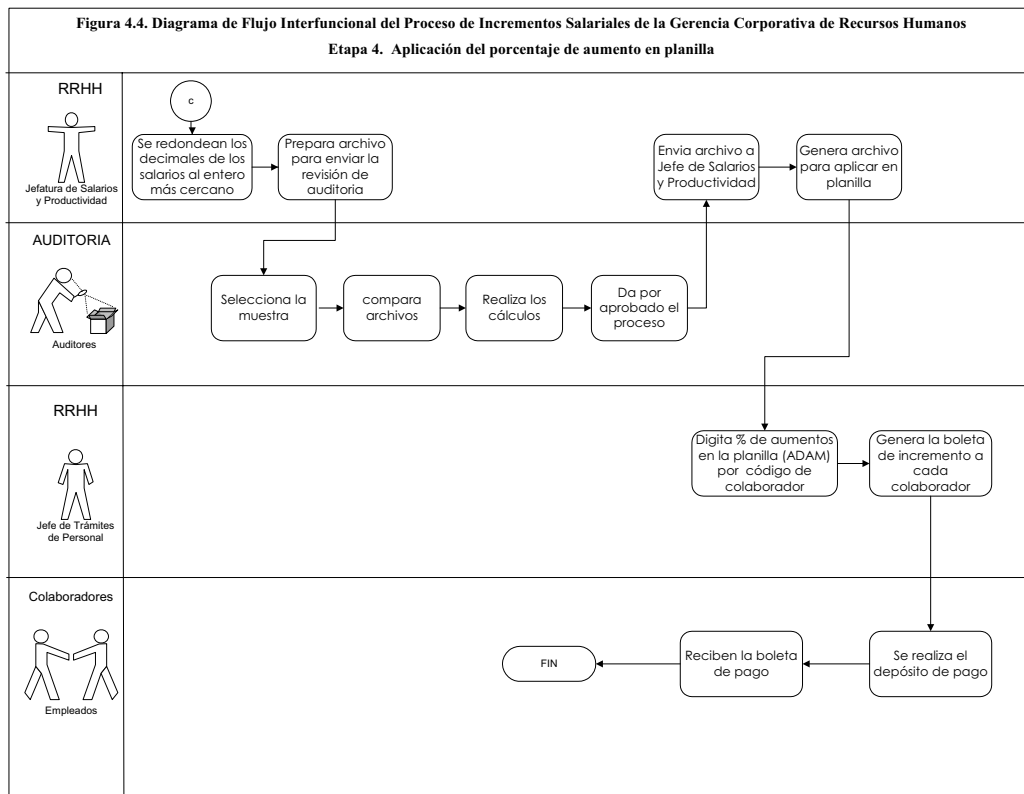 Figura 4.4. Diagrama de Flujo Interfuncional del Proceso de Incrementos Salariales de la Gerencia Corporativa de Recursos Humanos
Etapa 4. Aplicación del porcentaje de aumento en planilla
RRHH
Jefatura de Salarios
y Productividad
c
Se redondean los
decimales de los
salarios al entero
más cercano
Prepara archivo
para enviar la
revisión de
auditoria
Envia archivo a
Jefe de Salarios
y Productividad
Genera archivo
para aplicar en
planilla
AUDITORIA
Auditores
Selecciona la
muestra
compara
archivos
Realiza los
cálculos
Da por
aprobado el
proceso
RRHH
Jefe de Trámites
de Personal
Digita % de aumentos
en la planilla (ADAM)
por código de
colaborador
Genera la boleta
de incremento a
cada
colaborador
Colaboradores
Empleados
FIN
Reciben la boleta
de pago
Se realiza el
depósito de pago